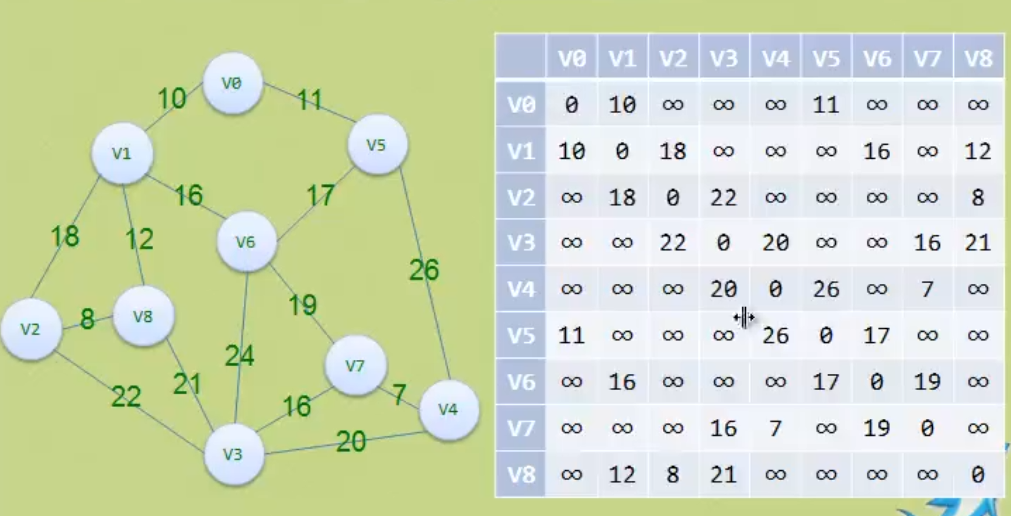 V0
10
11
V1
V5
16
17
18
12
V6
26
19
8
V8
V2
24
V7
21
7
22
16
V4
20
V3
V0 V1 V2 V3 V4 V5 V6 V7 V8
V0 0 10 ∞ ∞ ∞ 11 ∞ ∞ ∞
V1 10 0 18 ∞ ∞ ∞ 16 ∞ 12
V2 ∞ 18 0 22 ∞ ∞ ∞ ∞ 8
V3 ∞ ∞ 22 0 20 ∞ ∞ 16 21
V4 ∞ ∞ ∞ 20 0 26 ∞ 7 ∞
V5 11 ∞ ∞ ∞ 26 0 17 ∞ ∞
V6 ∞ 16 ∞ ∞ ∞ 17 0 19 ∞
V7 ∞ ∞ ∞ 16 7 ∞ 19 0 ∞
V8 ∞ 12 8 21 ∞ ∞ ∞ ∞ 0